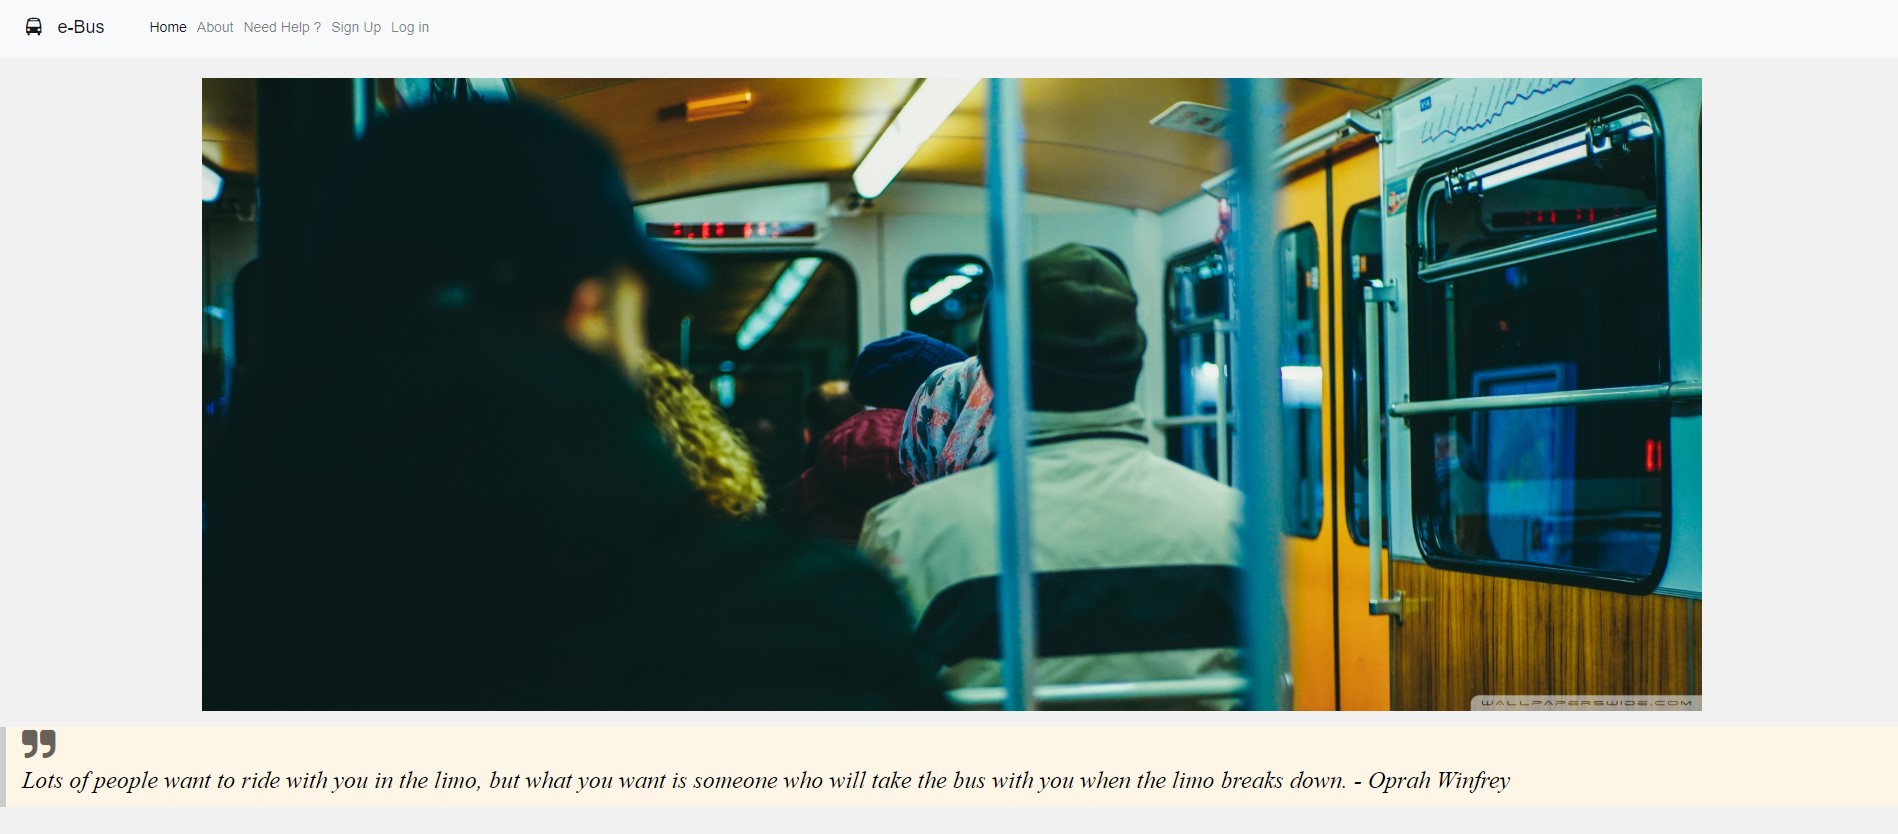 e-Bus Home About Need Help ? Sign Up Log in
WALLPAPERSWIDE.COM
Lots of people want to ride with you in the limo, but what you want is someone who will take the bus with you when the limo breaks down. - Oprah Winfrey